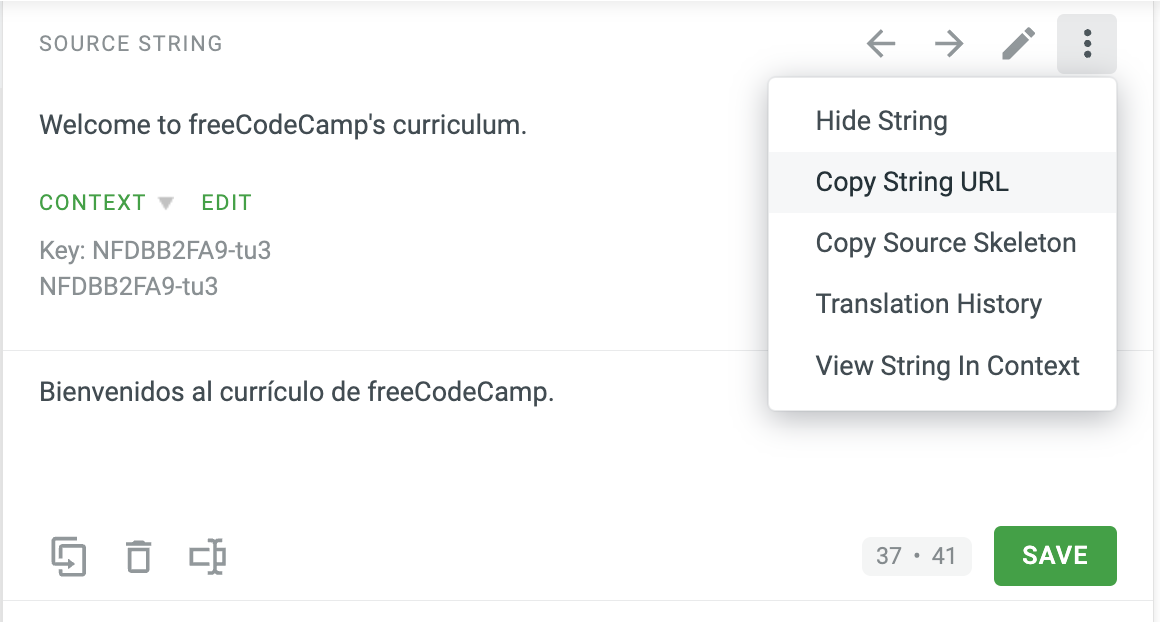 SOURCE STRING
Welcome to freeCodeCamp's curriculum.
CONTEXT EDIT
Key: NFDBB2FA9-tu3
NFDBB2FA9-tu3
Hide String
Copy String URL
Copy Source Skeleton
Translation History
View String In Context
Bienvenidos al currículo de freeCodeCamp.
37 • 41
SAVE